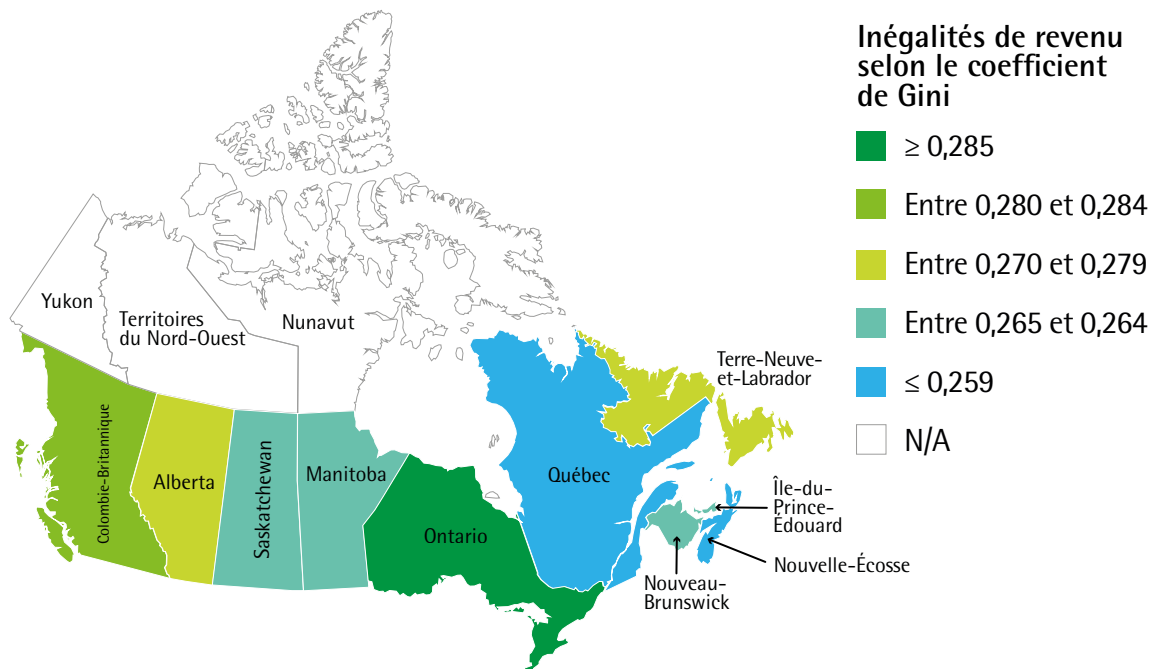 Inégalités de revenu
selon le coefficient
de Gini
≥ 0,285
Entre 0,280 et 0,284
Entre 0,270 et 0,279
Entre 0,265 et 0,264
≤ 0,259
N/A
Yukon
Territoires
du Nord-Ouest
Nunavut
Terre-Neuve-
et-Labrador
Colombie-Britannique
Alberta
Saskatchewan
Manitoba
Ontario
Québec
Île-du-
Prince-
Édouard
Nouvelle-Écosse
Nouveau-
Brunswick